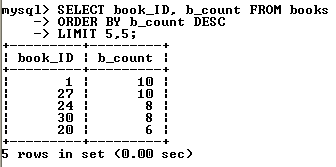 mysql> SELECT book_ID, b_count FROM books
    -> ORDER BY b_count DESC
    -> LIMIT 5,5;
+---------+---------+
| book_ID | b_count |
+---------+---------+
|       1 |      10 |
|      27 |      10 |
|      24 |       8 |
|      30 |       8 |
|      20 |       6 |
+---------+---------+
5 rows in set (0.00 sec)